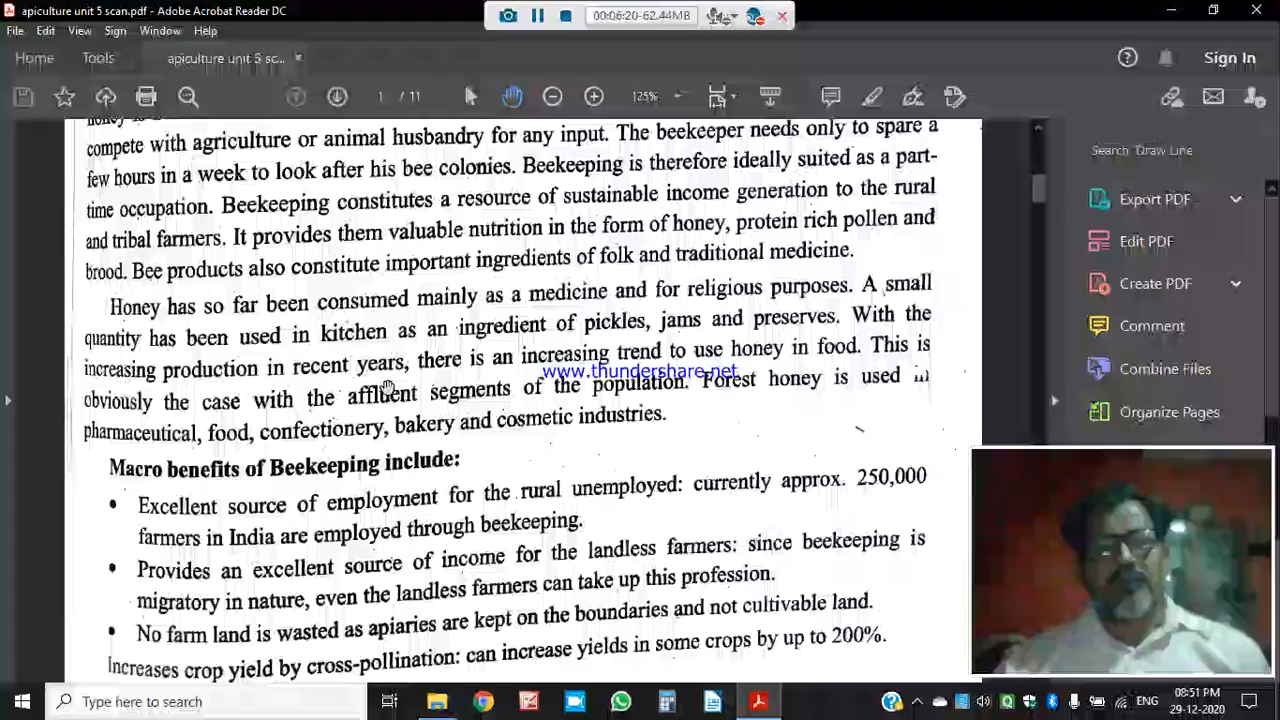 apiculture unit 5 scan.pdf - Adobe Acrobat Reader DC
00:06:20-62.44MB
File Edit View Sign Window Help
Home Tools apiculture unit 5 sc... Sign In
1 / 11 125%
compete with agriculture or animal husbandry for any input. The beekeeper needs only to spare a
few hours in a week to look after his bee colonies. Beekeeping is therefore ideally suited as a part-
time occupation. Beekeeping constitutes a resource of sustainable income generation to the rural
and tribal farmers. It provides them valuable nutrition in the form of honey, protein rich pollen and
brood. Bee products also constitute important ingredients of folk and traditional medicine.
Honey has so far been consumed mainly as a medicine and for religious purposes. A small
quantity has been used in kitchen as an ingredient of pickles, jams and preserves. With the
increasing production in recent years, there is an increasing trend to use honey in food. This is
www.thundershare.net
obviously the case with the affluent segments of the population. Forest honey is used in
pharmaceutical, food, confectionery, bakery and cosmetic industries.
Macro benefits of Beekeeping include:
• Excellent source of employment for the rural unemployed: currently approx. 250,000
farmers in India are employed through beekeeping.
• Provides an excellent source of income for the landless farmers: since beekeeping is
migratory in nature, even the landless farmers can take up this profession.
• No farm land is wasted as apiaries are kept on the boundaries and not cultivable land.
Increases crop yield by cross-pollination: can increase yields in some crops by up to 200%.
Search 'Draw Line'
Export PDF
Edit PDF
Create PDF
Comment
Combine Files
Organize Pages
Type here to search
ENG
08:51 PM
29-12-2020